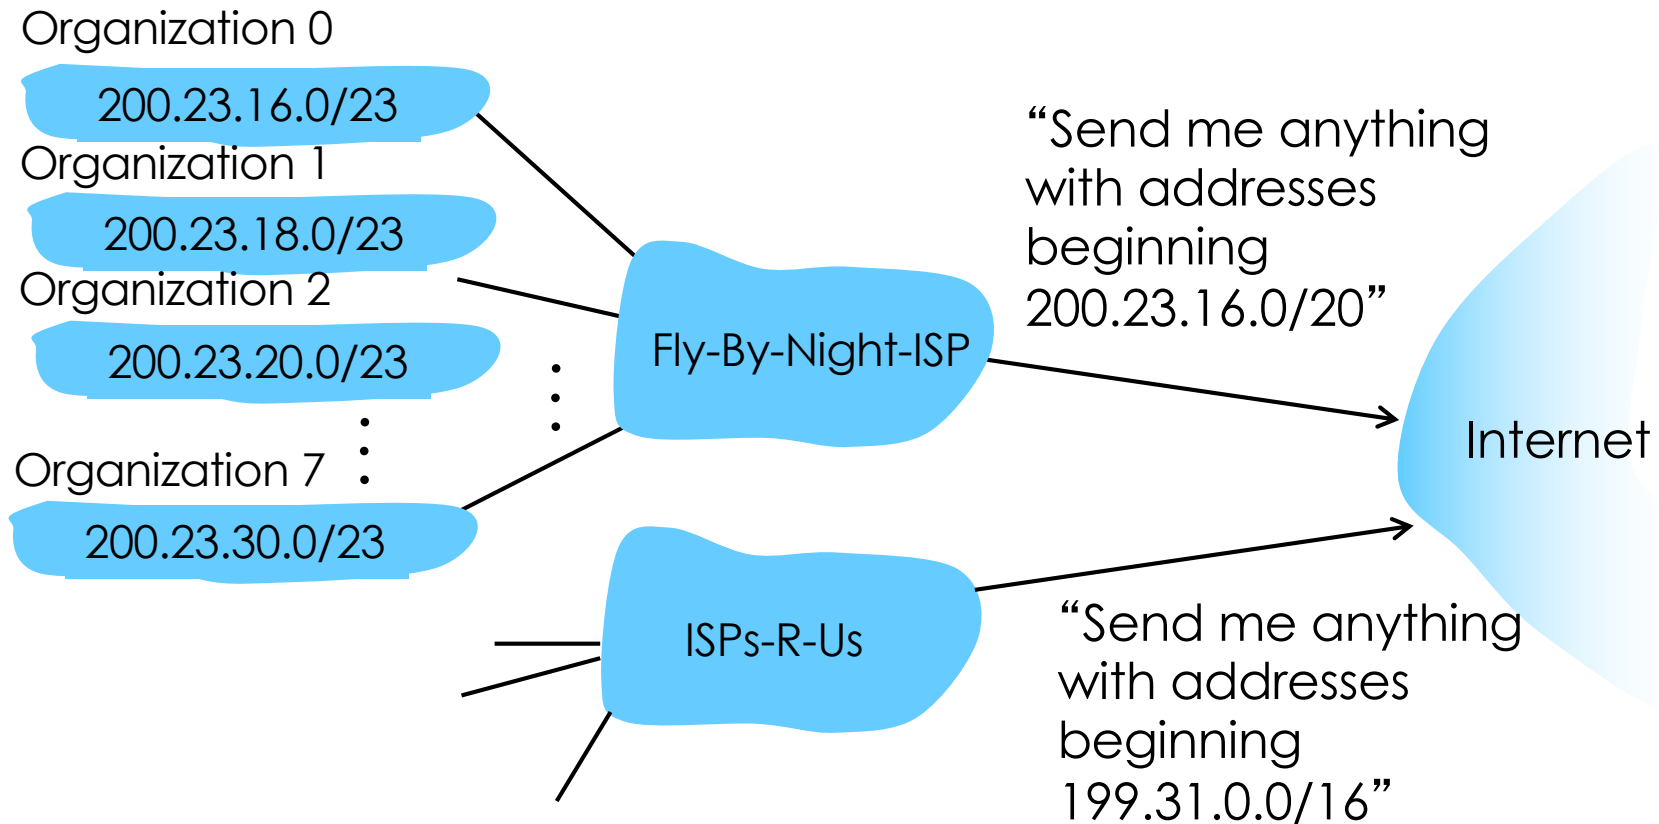 Organization 0
200.23.16.0/23
Organization 1
200.23.18.0/23
Organization 2
200.23.20.0/23
Organization 7
200.23.30.0/23
Fly-By-Night-ISP
ISPs-R-Us
“Send me anything
with addresses
beginning
200.23.16.0/20”
Internet
“Send me anything
with addresses
beginning
199.31.0.0/16”